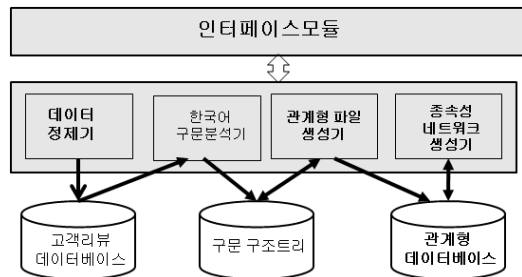 인터페이스모듈
데이터
정제기
한국어
구문분석기
관계형 파일
생성기
종속성
네트워크
생성기
고객리뷰
데이터베이스
구문 구조트리
관계형
데이터베이스